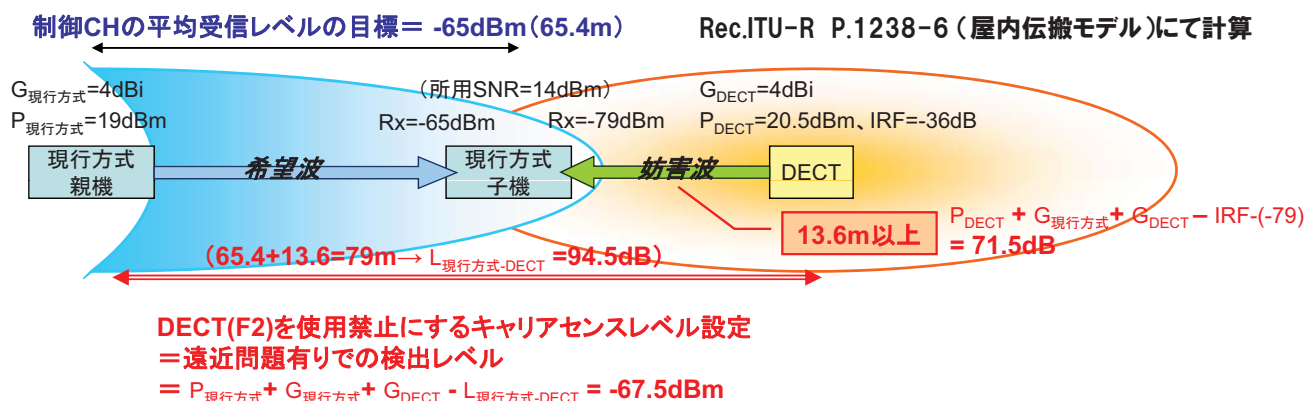 制御CHの平均受信レベルの目標= -65dBm(65.4m)
Rec.ITU-R P.1238-6（屋内伝搬モデル）にて計算
G現行方式=4dBi
P現行方式=19dBm
（所用SNR=14dBm）
Rx=-65dBm
Rx=-79dBm
GDECT=4dBi
PDECT=20.5dBm、IRF=-36dB
現行方式
親機
希望波
現行方式
子機
妨害波
DECT
13.6m以上
PDECT + G現行方式+ GDECT− IRF-(-79)
= 71.5dB
（65.4+13.6=79m→ L現行方式-DECT =94.5dB）
DECT(F2)を使用禁止にするキャリアセンスレベル設定
＝遠近問題有りでの検出レベル
＝ P現行方式+ G現行方式+ GDECT - L現行方式-DECT = -67.5dBm